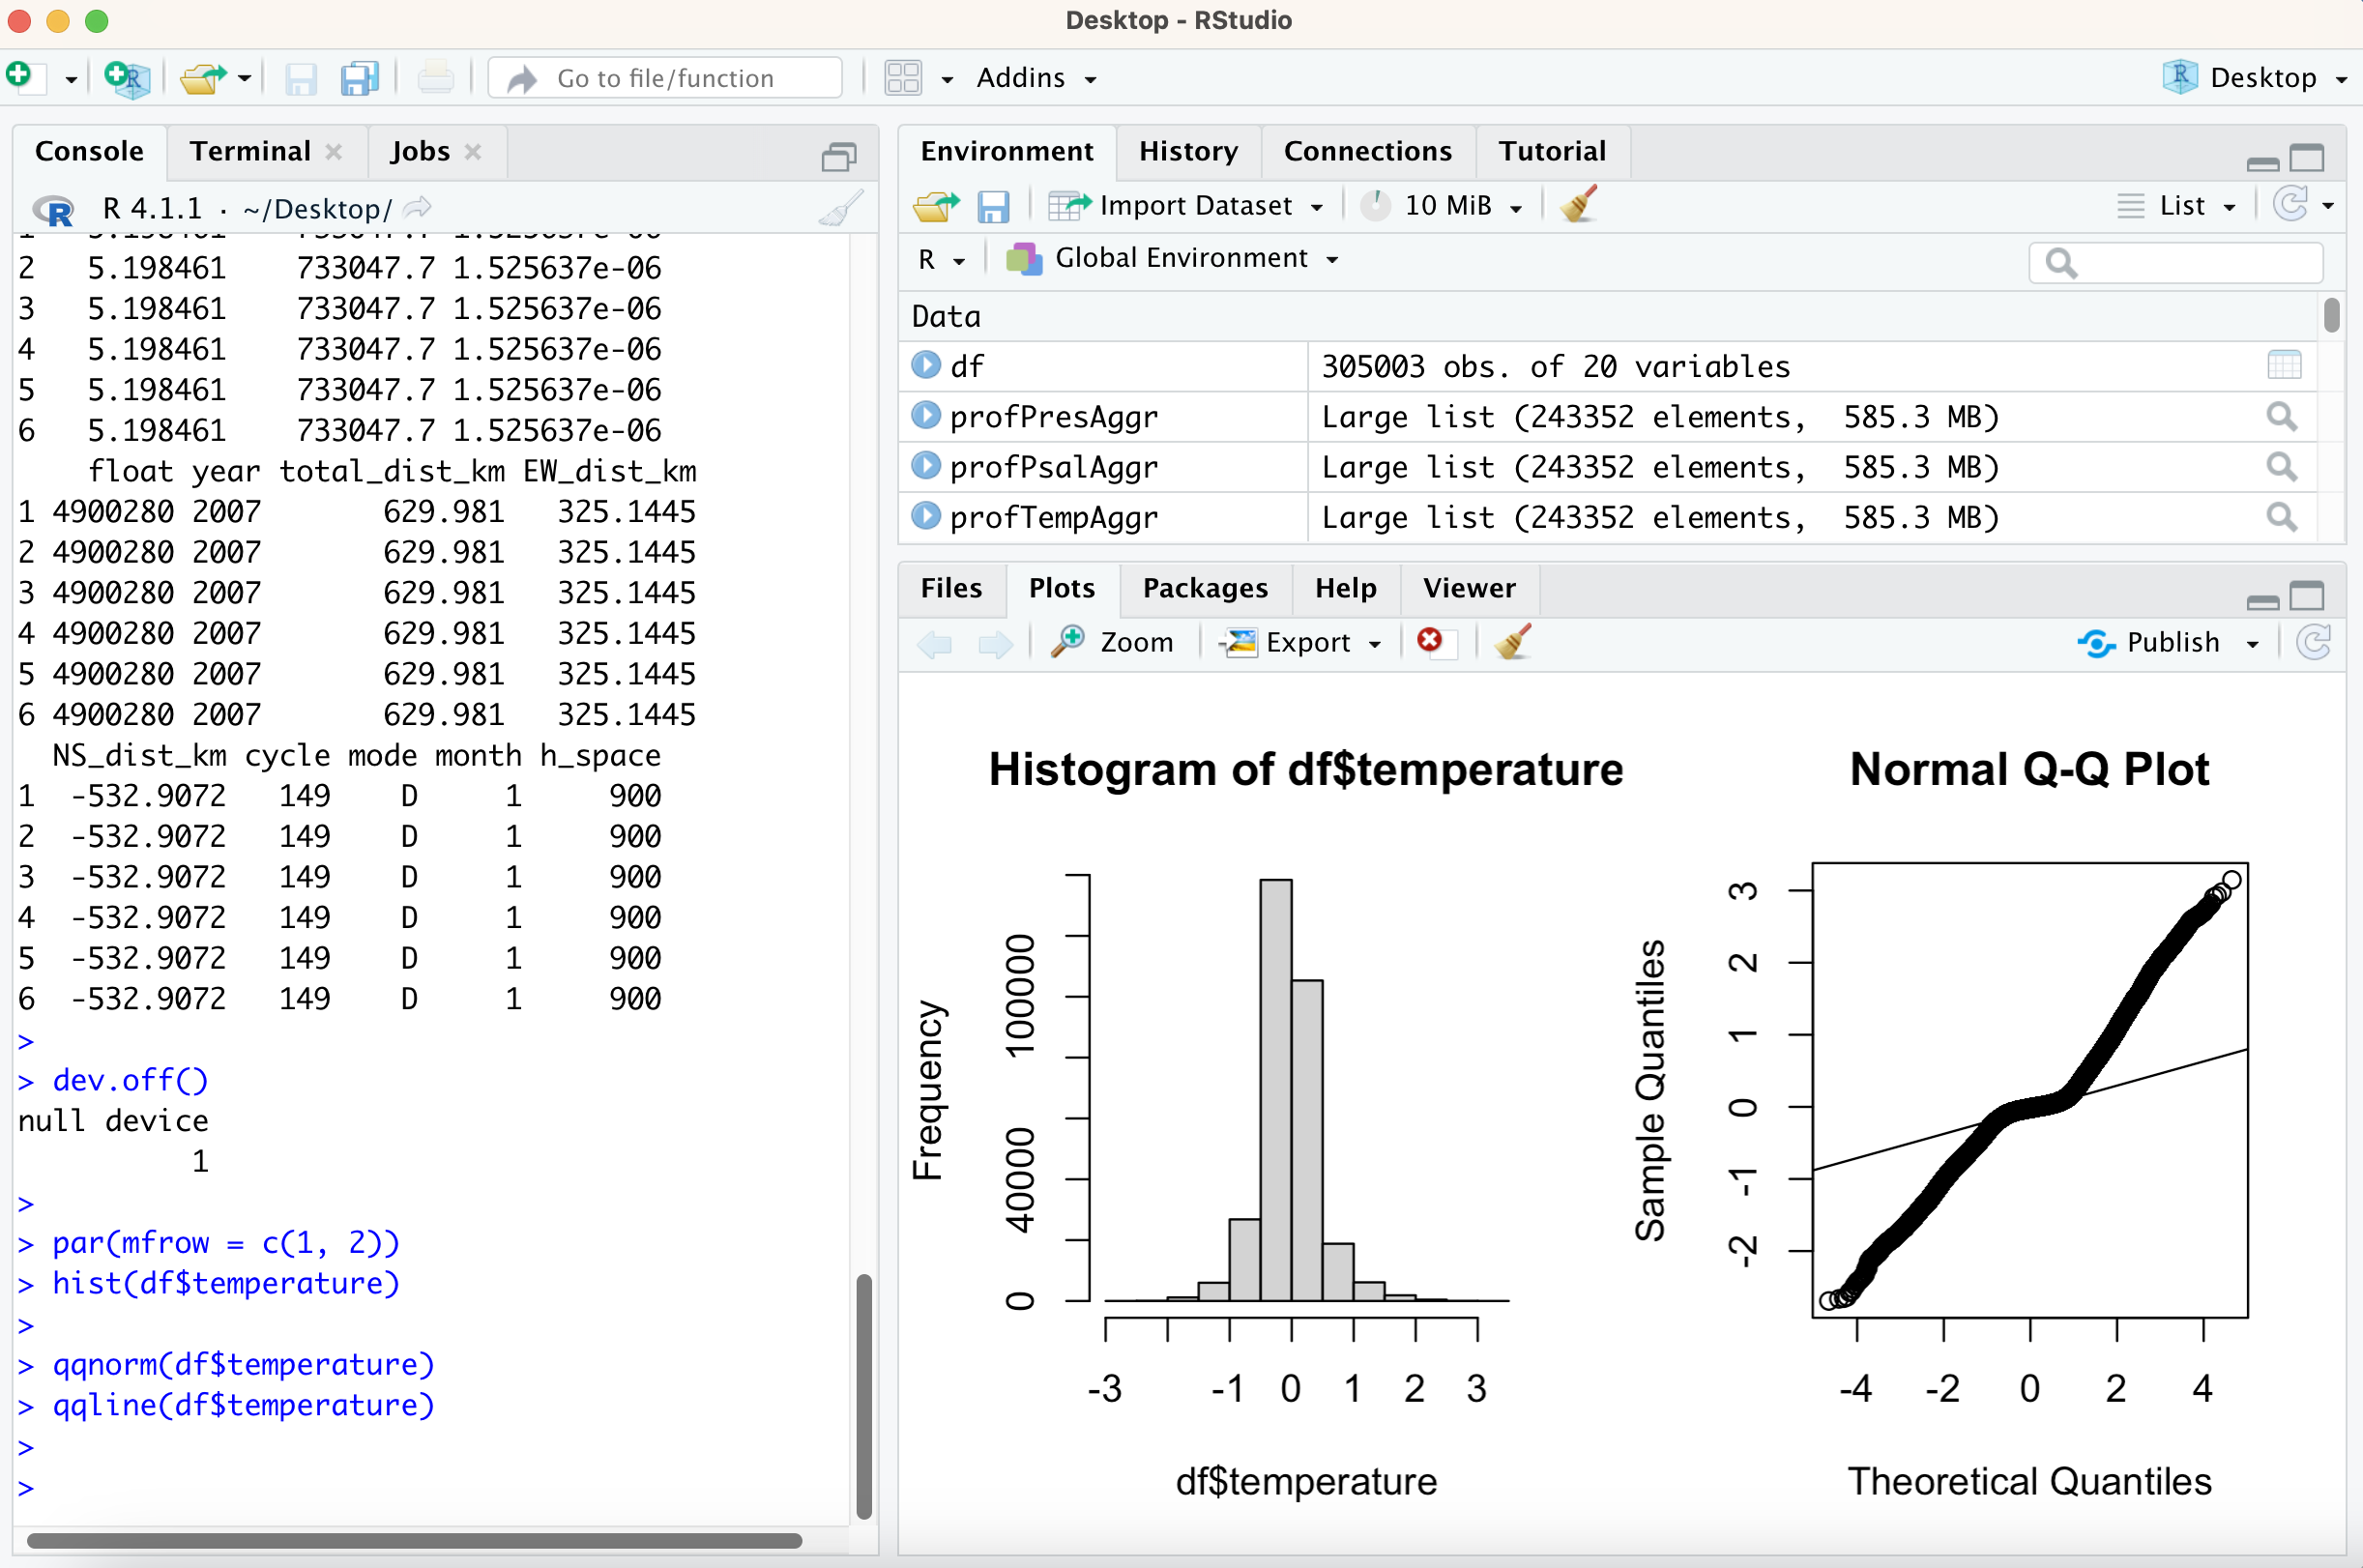 Desktop - RStudio
Go to file/function
Addins
Desktop
Console
Terminal
Jobs
R 4.1.1 · ~/Desktop/
1 5.198461 733047.7 1.525637e-06
2 5.198461 733047.7 1.525637e-06
3 5.198461 733047.7 1.525637e-06
4 5.198461 733047.7 1.525637e-06
5 5.198461 733047.7 1.525637e-06
6 5.198461 733047.7 1.525637e-06
float year total_dist_km EW_dist_km
1 4900280 2007 629.981 325.1445
2 4900280 2007 629.981 325.1445
3 4900280 2007 629.981 325.1445
4 4900280 2007 629.981 325.1445
5 4900280 2007 629.981 325.1445
6 4900280 2007 629.981 325.1445
NS_dist_km cycle mode month h_space
1 -532.9072 149 D 1 900
2 -532.9072 149 D 1 900
3 -532.9072 149 D 1 900
4 -532.9072 149 D 1 900
5 -532.9072 149 D 1 900
6 -532.9072 149 D 1 900
>
> dev.off()
null device
1
>
> par(mfrow = c(1, 2))
> hist(df$temperature)
>
> qqnorm(df$temperature)
> qqline(df$temperature)
>
>
Environment
History
Connections
Tutorial
Import Dataset
10 MiB
List
R
Global Environment
Data
df 305003 obs. of 20 variables
profPresAggr Large list (243352 elements, 585.3 MB)
profPsalAggr Large list (243352 elements, 585.3 MB)
profTempAggr Large list (243352 elements, 585.3 MB)
Files
Plots
Packages
Help
Viewer
Zoom
Export
Publish
Histogram of df$temperature
Frequency
0 40000 100000
-3 -1 0 1 2 3
df$temperature
Normal Q-Q Plot
Sample Quantiles
-2 -1 0 1 2 3
-4 -2 0 2 4
Theoretical Quantiles